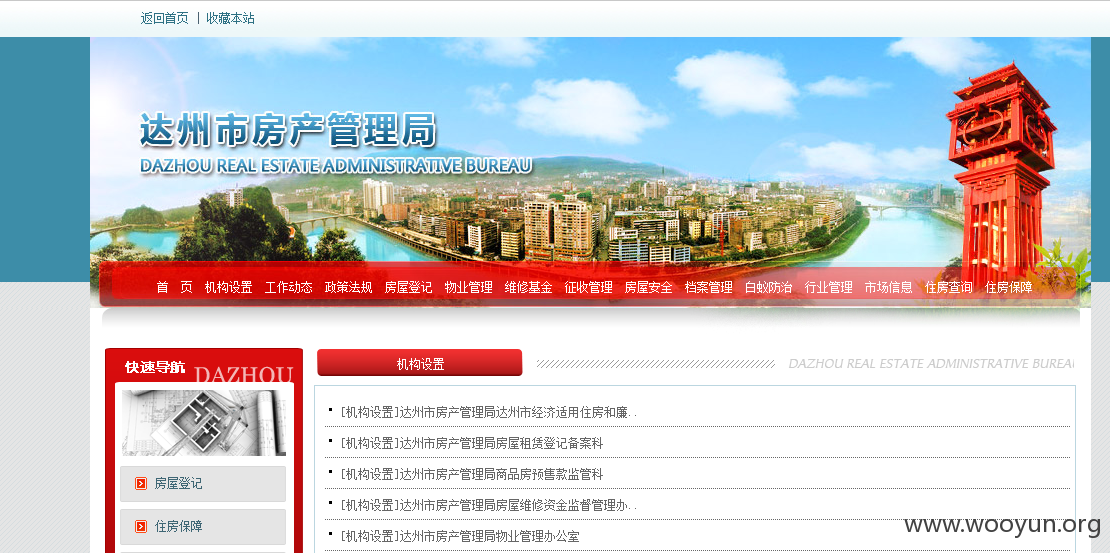 返回首页 | 收藏本站
达州市房产管理局
DAZHOU REAL ESTATE ADMINISTRATIVE BUREAU
首 页 机构设置 工作动态 政策法规 房屋登记 物业管理 维修基金 征收管理 房屋安全 档案管理 白蚁防治 行业管理 市场信息 住房查询 住房保障
快速导航 DAZHOU
机构设置 DAZHOU REAL ESTATE ADMINISTRATIVE BUREAU
[机构设置]达州市房产管理局达州市经济适用住房和廉. .
[机构设置]达州市房产管理局房屋租赁登记备案科
[机构设置]达州市房产管理局商品房预售款监管科
房屋登记
[机构设置]达州市房产管理局房屋维修资金监督管理办. .
住房保障
[机构设置]达州市房产管理局物业管理办公室
www.wooyun.org